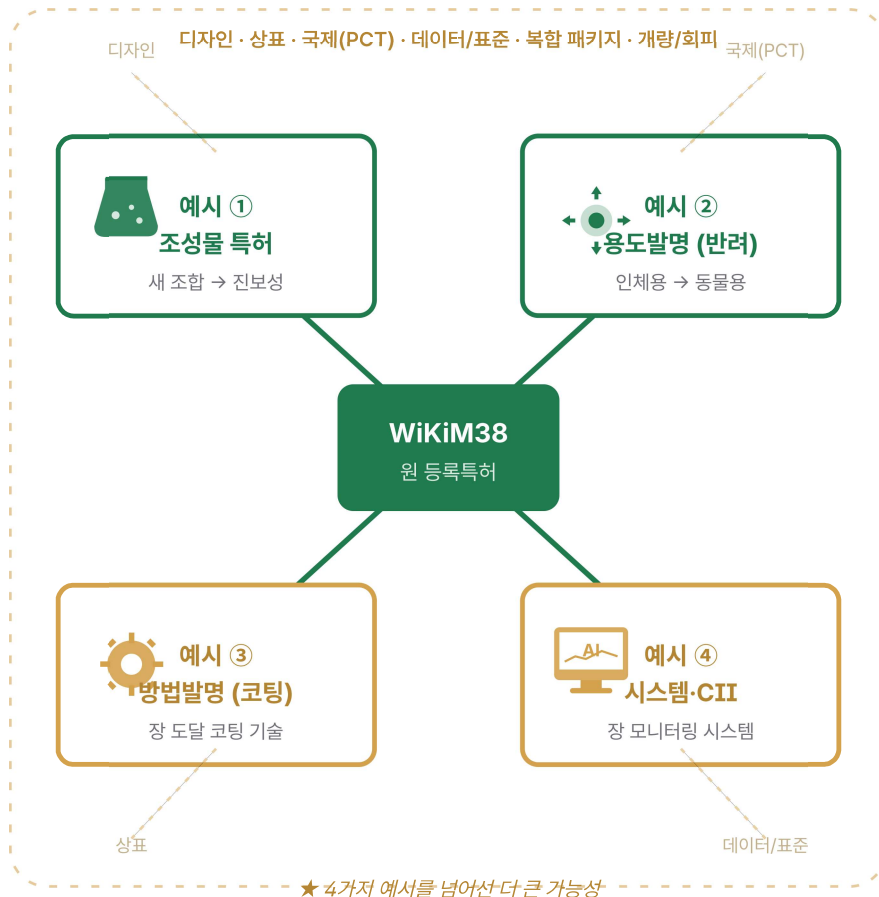 디자인 · 상표 · 국제(PCT) · 데이터/표준 · 복합 패키지 · 개량/회피
디자인
국제(PCT)
예시 ①
조성물 특허
새 조합 → 진보성
예시 ②
용도발명 (반려)
인체용 → 동물용
WiKiM38
원 등록특허
예시 ③
방법발명 (코팅)
장 도달 코팅 기술
AI
예시 ④
시스템·CII
장 모니터링 시스템
상표
데이터/표준
★ 4가지 예시를 넘어선 더 큰 가능성